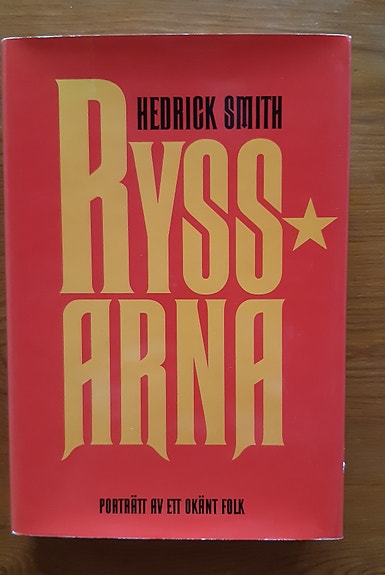 HEDRICK SMITH
RYSS
ARNA
PORTRÄTT AV ETT OKÄNT FOLK